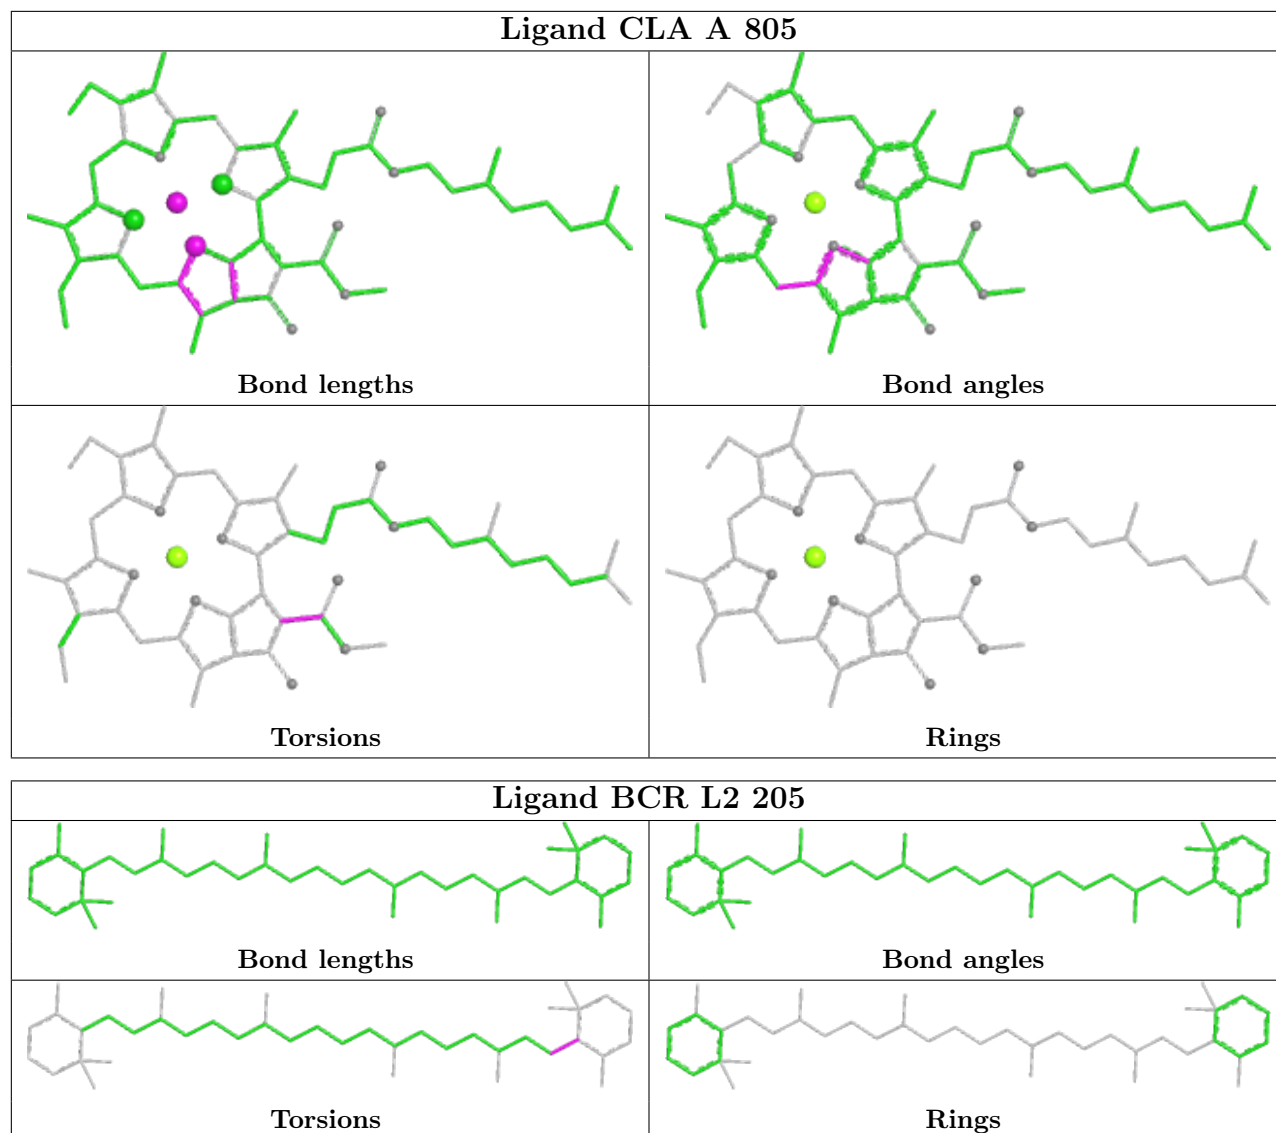 Ligand CLA A 805
Bond lengths
Bond angles
Torsions
Rings
Ligand BCR L2 205
Bond lengths
Bond angles
Torsions
Rings